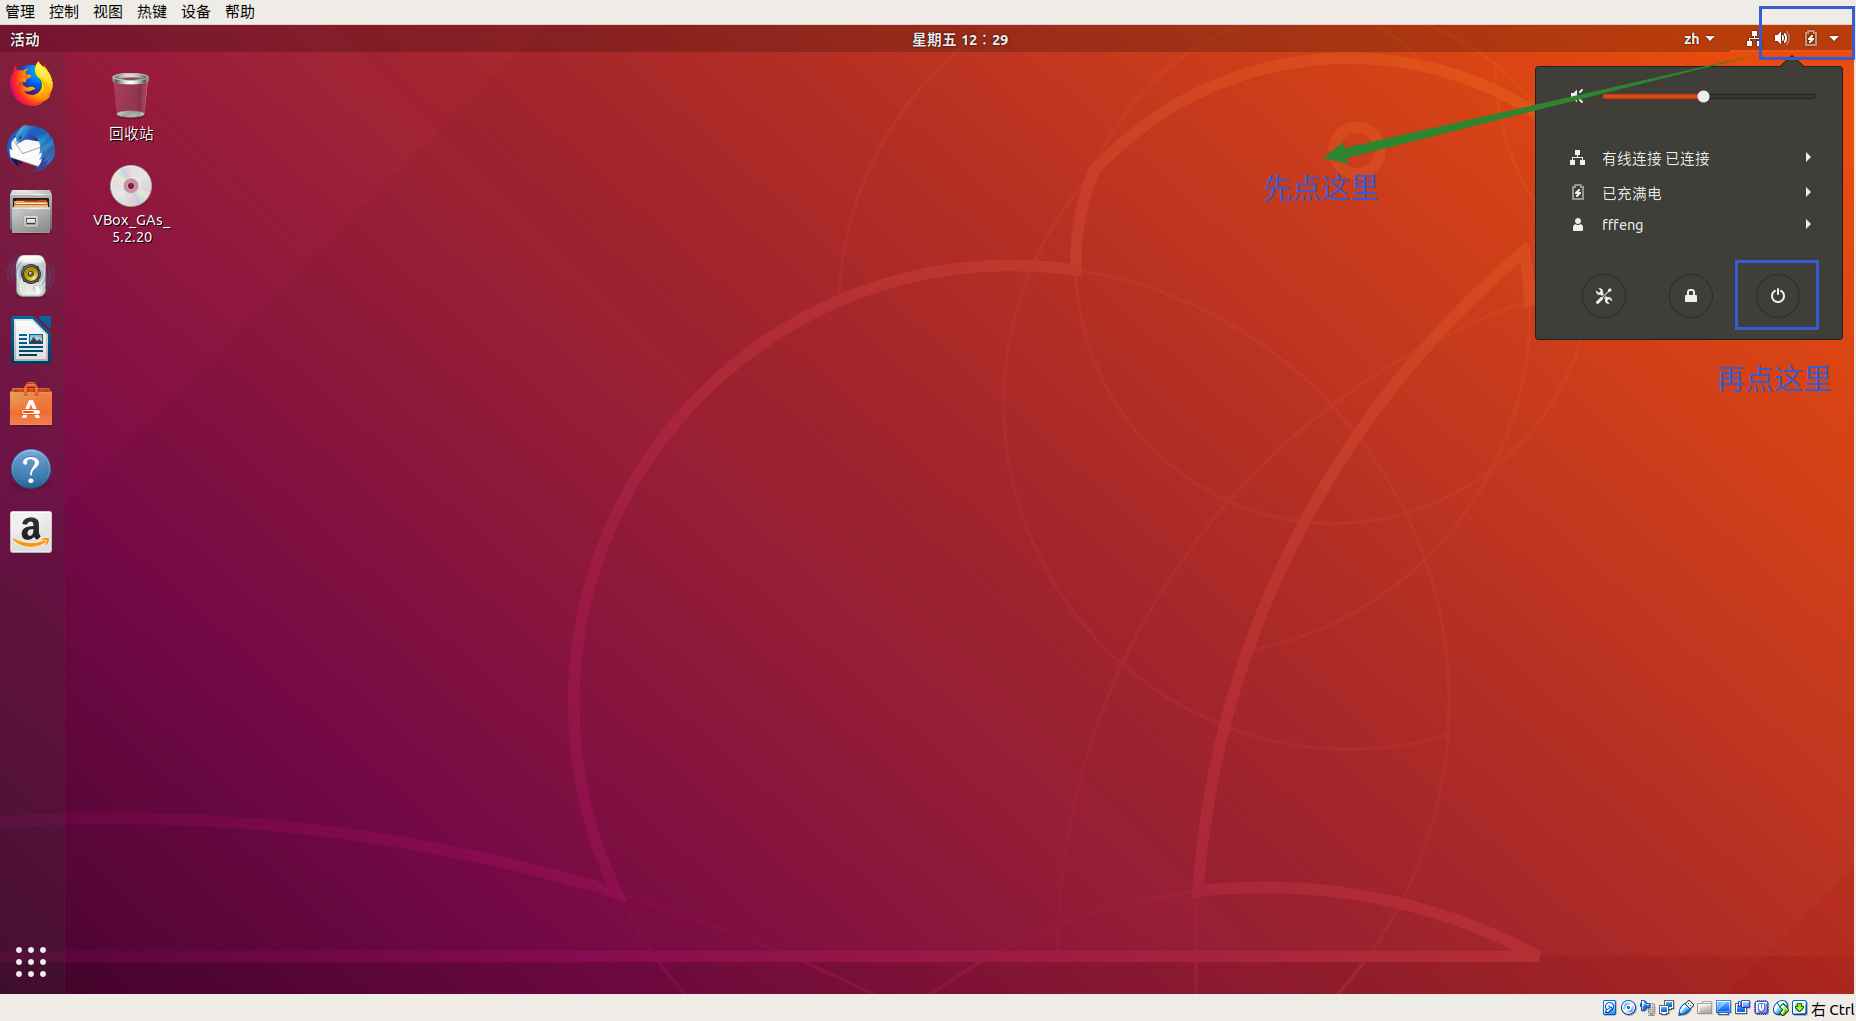 管理 控制 视图 热键 设备 帮助
活动
星期五 12：29
zh
回收站
VBox_GAs_
5.2.20
先点这里
有线连接 已连接
已充满电
fffeng
再点这里
右 Ctrl